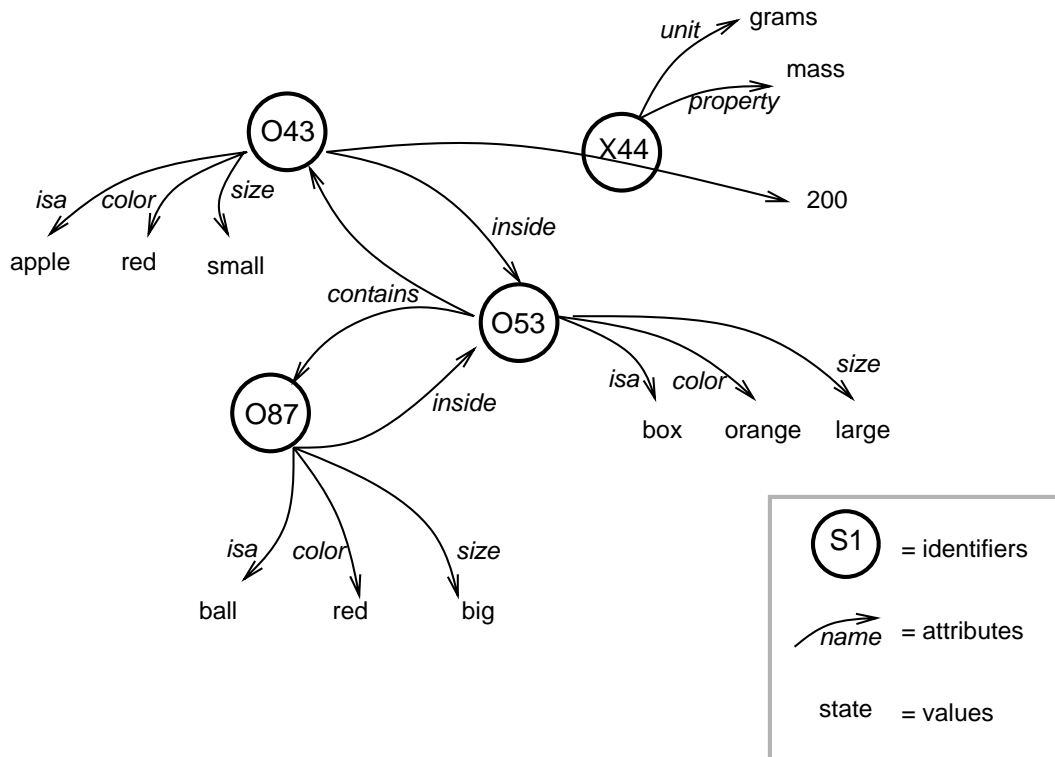 grams
unit
mass
property
O43
X44
isa
color
size
200
apple
red
small
inside
contains
O53
size
isa
color
inside
O87
box
orange
large
isa
color
size
S1
= identifiers
ball
red
big
name
= attributes
state
= values